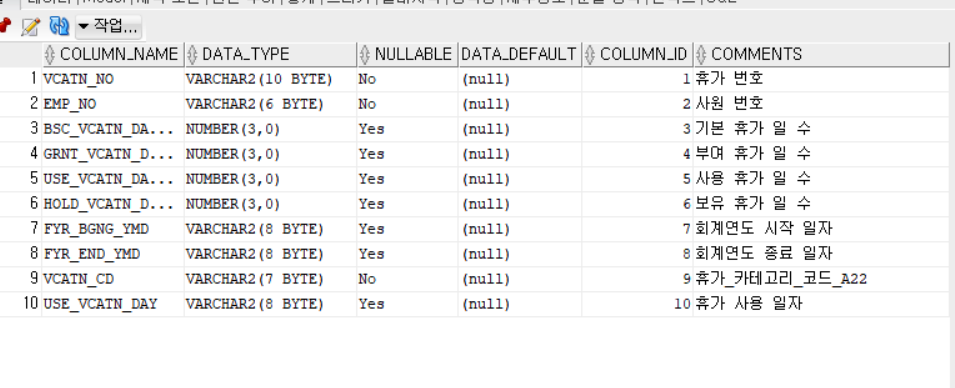 작업...
COLUMN_NAME DATA_TYPE NULLABLE DATA_DEFAULT COLUMN_ID COMMENTS
1 VCATN_NO VARCHAR2(10 BYTE) No (null) 1 휴가 번호
2 EMP_NO VARCHAR2(6 BYTE) No (null) 2 사원 번호
3 BSC_VCATN_DA... NUMBER(3,0) Yes (null) 3 기본 휴가 일 수
4 GRNT_VCATN_D... NUMBER(3,0) Yes (null) 4 부여 휴가 일 수
5 USE_VCATN_DA... NUMBER(3,0) Yes (null) 5 사용 휴가 일 수
6 HOLD_VCATN_D... NUMBER(3,0) Yes (null) 6 보유 휴가 일 수
7 FYR_BGNG_YMD VARCHAR2(8 BYTE) Yes (null) 7 회계연도 시작 일자
8 FYR_END_YMD VARCHAR2(8 BYTE) Yes (null) 8 회계연도 종료 일자
9 VCATN_CD VARCHAR2(7 BYTE) No (null) 9 휴가_카테고리_코드_A22
10 USE_VCATN_DAY VARCHAR2(8 BYTE) Yes (null) 10 휴가 사용 일자